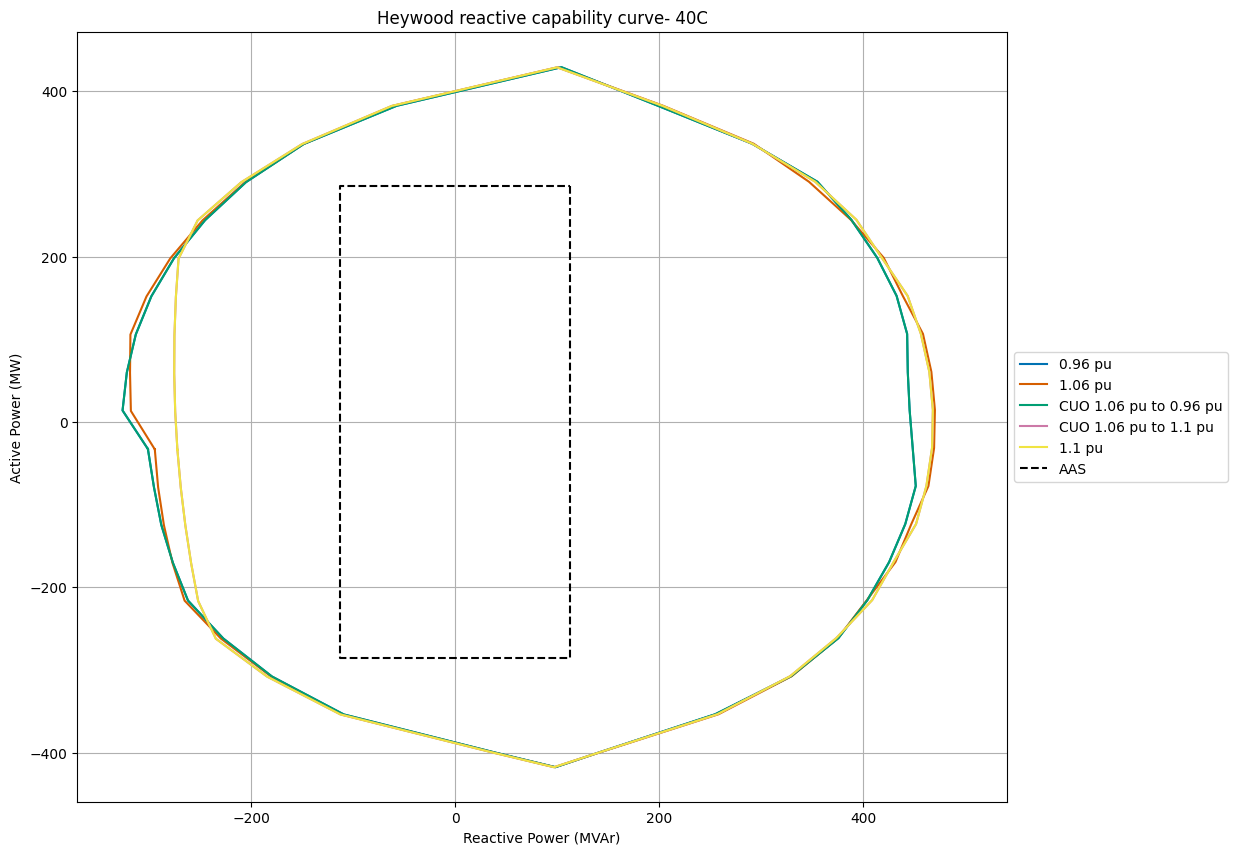 Heywood reactive capability curve- 40C
Active Power (MW)
400
200
0
−200
−400
−200
0
200
400
Reactive Power (MVAr)
0.96 pu
1.06 pu
CUO 1.06 pu to 0.96 pu
CUO 1.06 pu to 1.1 pu
1.1 pu
AAS